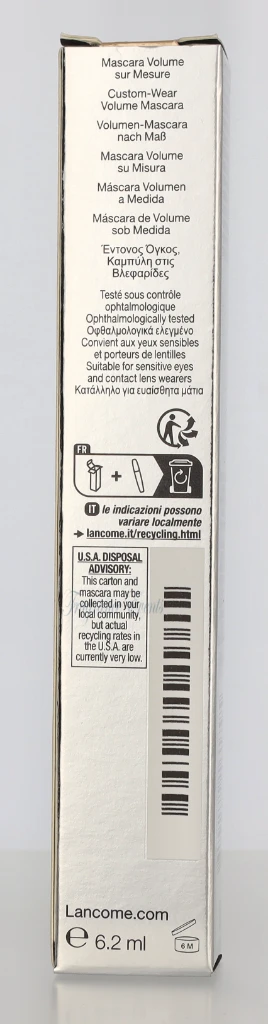 Mascara Volume
sur Mesure
Custom-Wear
Volume Mascara
Volumen-Mascara
nach Maß
Mascara Volume
su Misura
Máscara Volumen
a Medida
Máscara de Volume
sob Medida
Έντονος Όγκος,
Καμπύλη στις
Βλεφαρίδες
Testé sous contrôle
ophtalmologique
Ophthalmologically tested
Οφθαλμολογικά ελεγμένο
Convient aux yeux sensibles
et porteurs de lentilles
Suitable for sensitive eyes
and contact lens wearers
Κατάλληλο για ευαίσθητα μάτια
FR
+
IT le indicazioni possono
variare localmente
➔ lancome.it/recycling.html
U.S.A. DISPOSAL
ADVISORY:
This carton and
mascara may be
collected in your
local community,
but actual
recycling rates in
the U.S.A. are
currently very low.
Lancome.com
℮ 6.2 ml
6 M